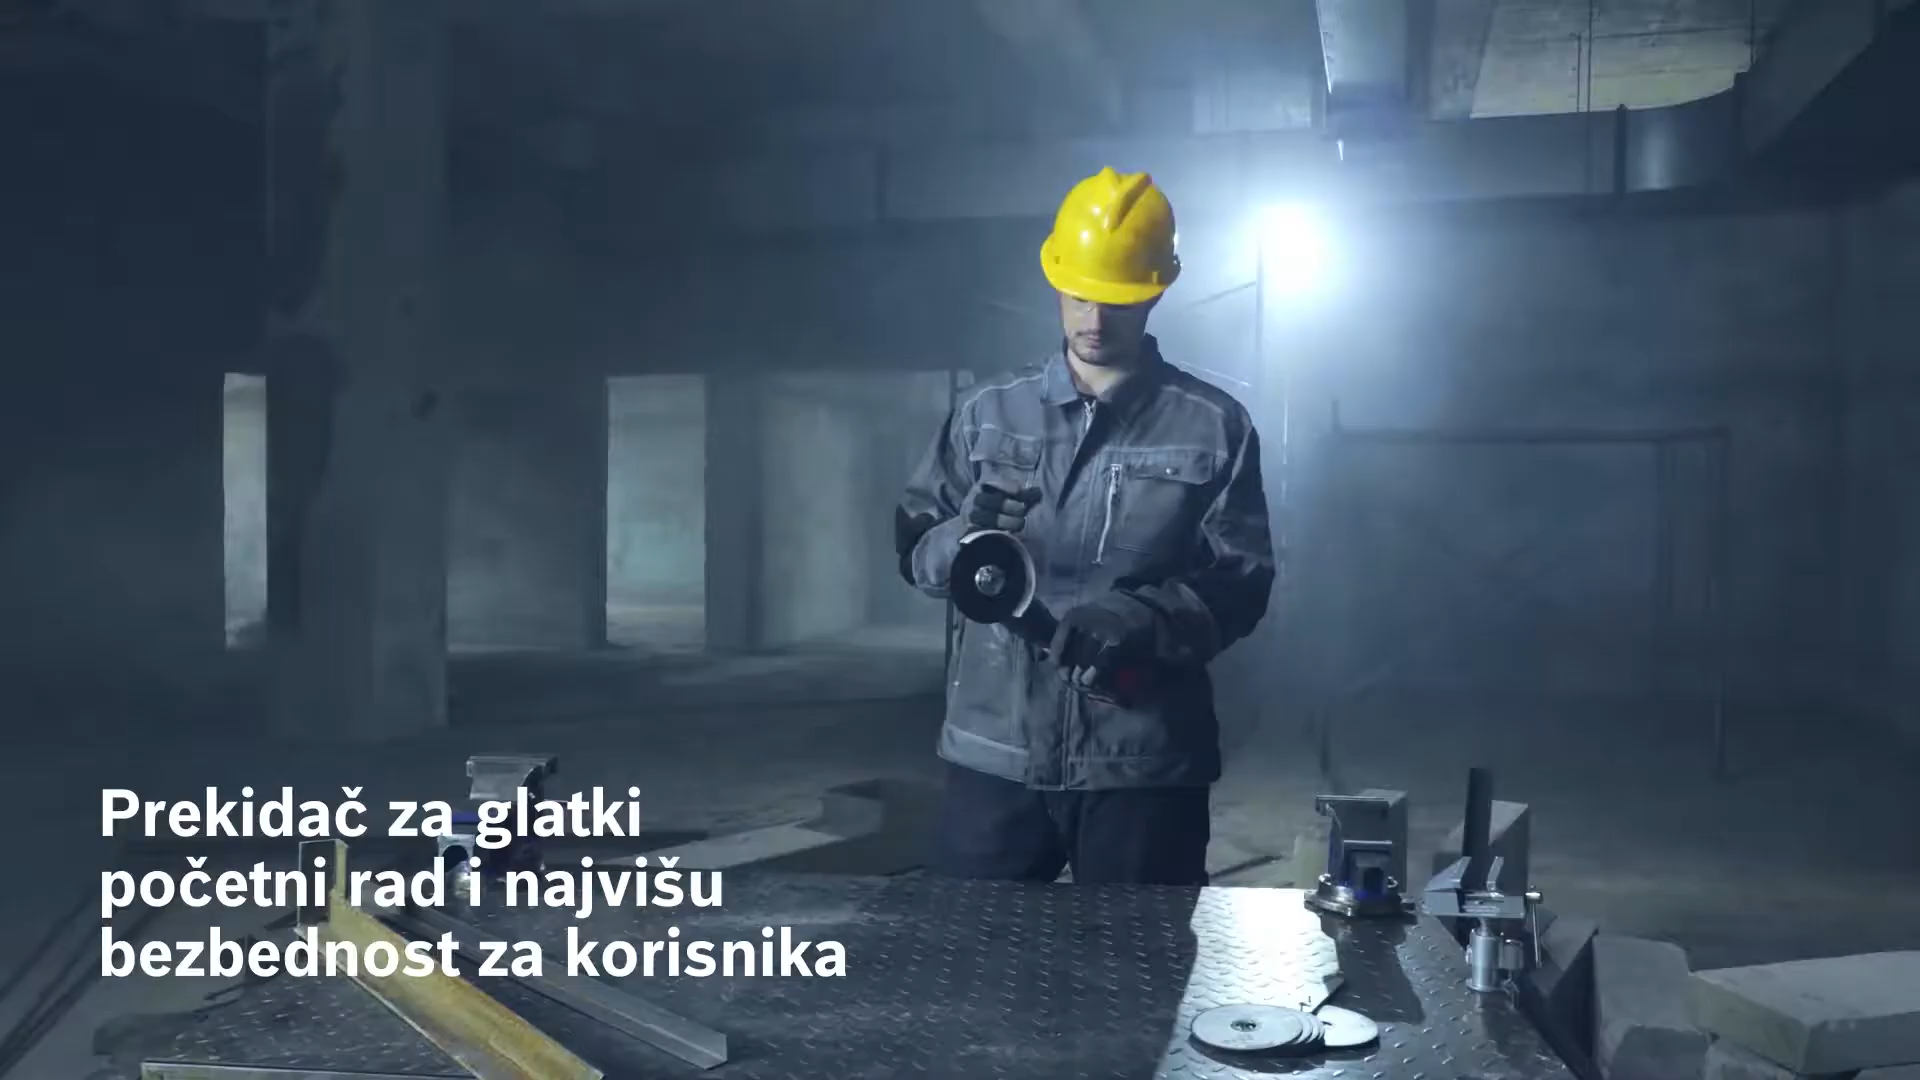 Prekidač za glatki
početni rad i najvišu
bezbednost za korisnika